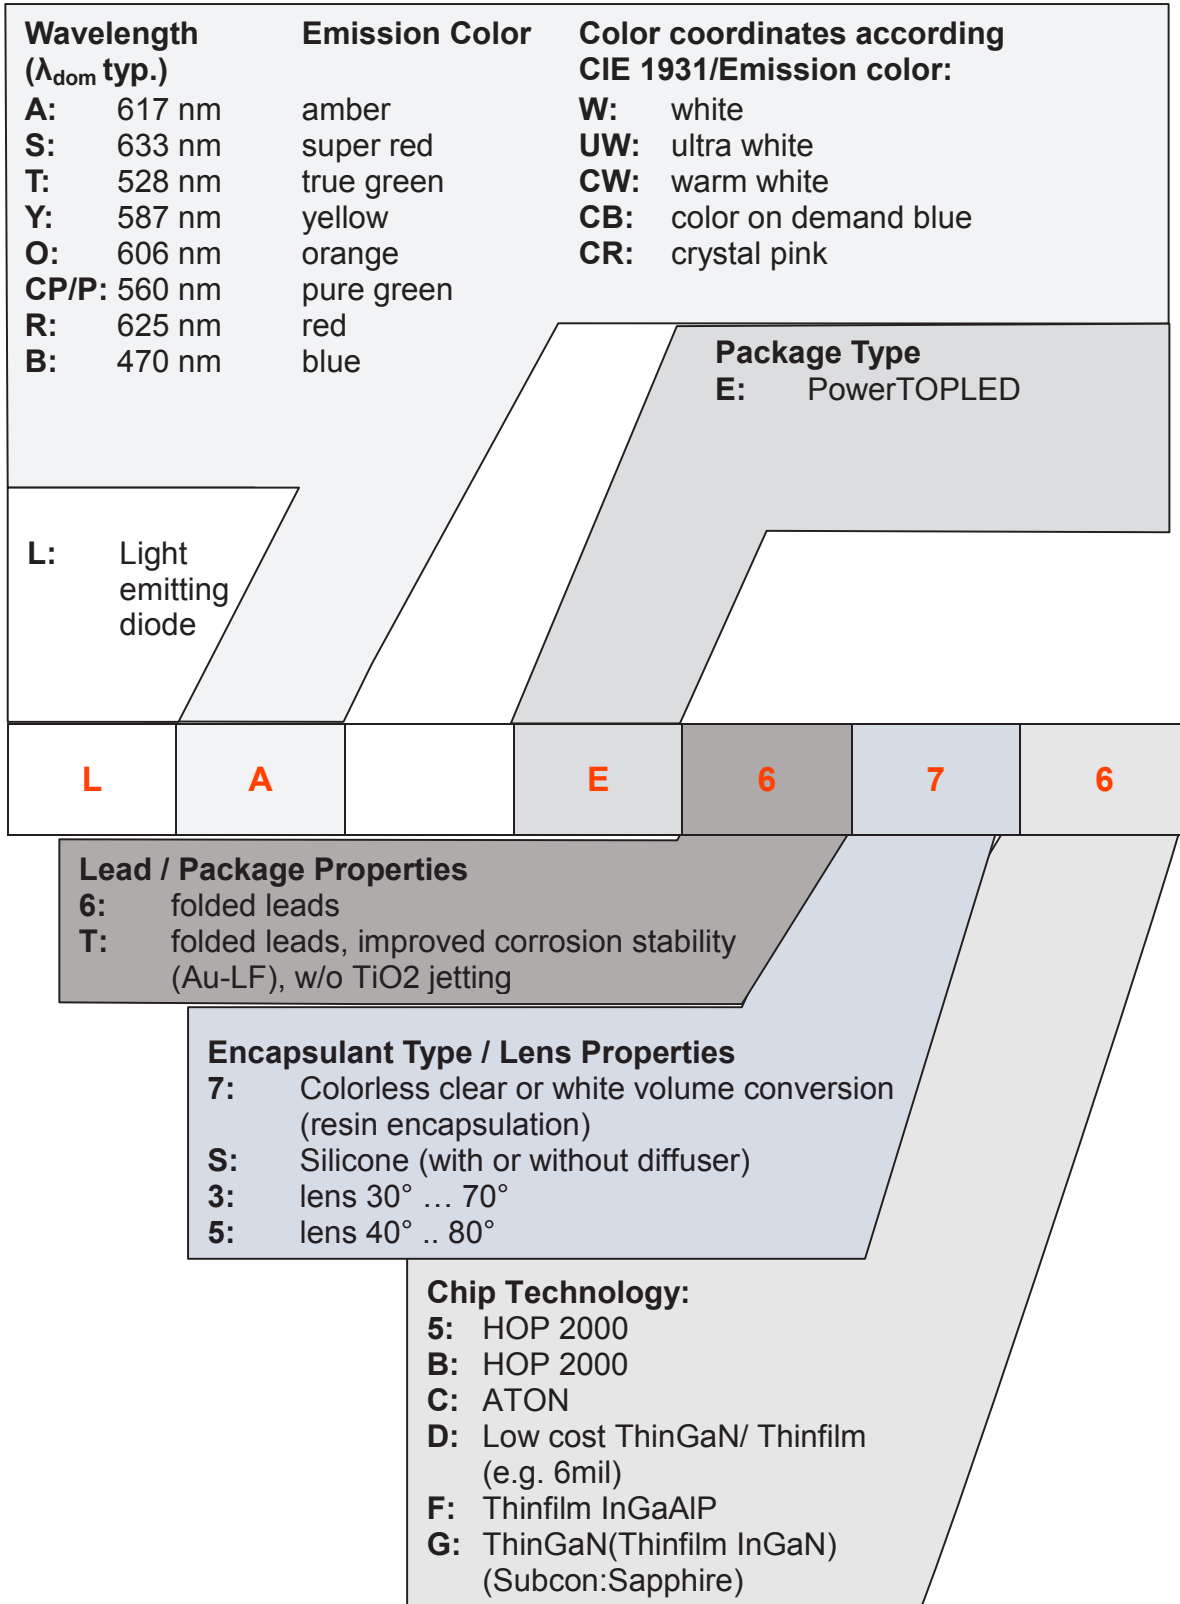 Wavelength Emission Color Color coordinates according
(λdom typ.) CIE 1931/Emission color:
A: 617 nm amber W: white
S: 633 nm super red UW: ultra white
T: 528 nm true green CW: warm white
Y: 587 nm yellow CB: color on demand blue
O: 606 nm orange CR: crystal pink
CP/P: 560 nm pure green
R: 625 nm red
B: 470 nm blue
Package Type
E: PowerTOPLED
L: Light
emitting
diode
L A E 6 7 6
Lead / Package Properties
6: folded leads
T: folded leads, improved corrosion stability
(Au-LF), w/o TiO2 jetting
Encapsulant Type / Lens Properties
7: Colorless clear or white volume conversion
(resin encapsulation)
S: Silicone (with or without diffuser)
3: lens 30° … 70°
5: lens 40° .. 80°
Chip Technology:
5: HOP 2000
B: HOP 2000
C: ATON
D: Low cost ThinGaN/ Thinfilm
(e.g. 6mil)
F: Thinfilm InGaAlP
G: ThinGaN(Thinfilm InGaN)
(Subcon:Sapphire)